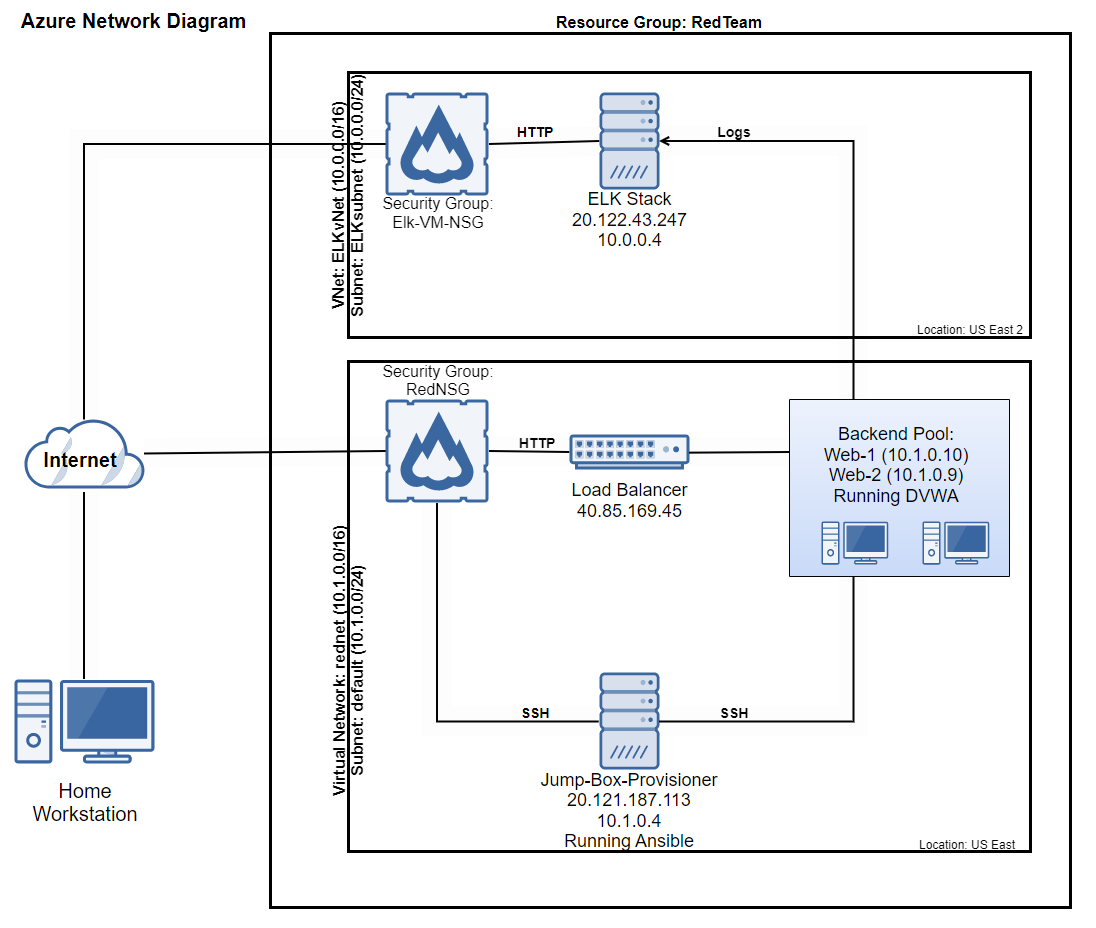 Azure Network Diagram
Resource Group: RedTeam
VNet: ELKvNet (10.0.0.0/16)
Subnet: ELKsubnet (10.0.0.0/24)
HTTP
Logs
Security Group:
Elk-VM-NSG
ELK Stack
20.122.43.247
10.0.0.4
Location: US East 2
Security Group:
RedNSG
HTTP
Load Balancer
40.85.169.45
Backend Pool:
Web-1 (10.1.0.10)
Web-2 (10.1.0.9)
Running DVWA
Internet
Virtual Network: rednet (10.1.0.0/16)
Subnet: default (10.1.0.0/24)
SSH
SSH
Jump-Box-Provisioner
20.121.187.113
10.1.0.4
Running Ansible
Location: US East
Home
Workstation